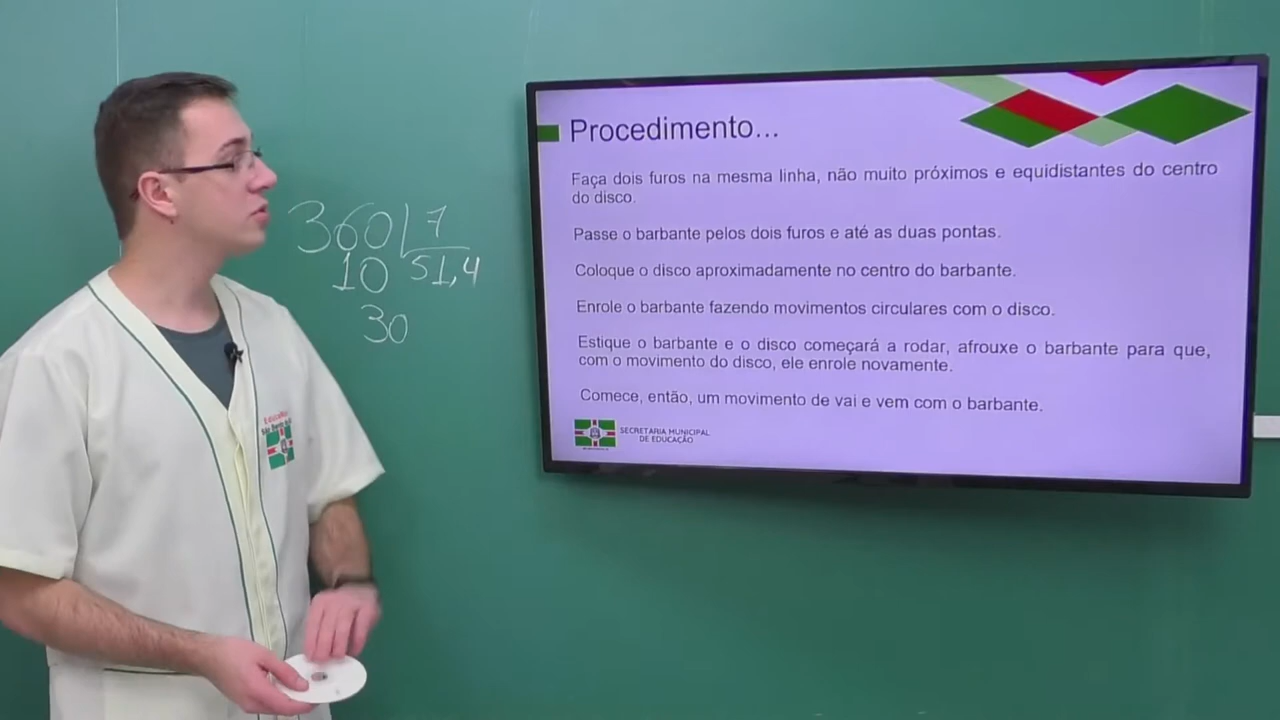 360 7
10 51,4
30
Procedimento...
Faça dois furos na mesma linha, não muito próximos e equidistantes do centro
do disco.
Passe o barbante pelos dois furos e até as duas pontas.
Coloque o disco aproximadamente no centro do barbante.
Enrole o barbante fazendo movimentos circulares com o disco.
Estique o barbante e o disco começará a rodar, afrouxe o barbante para que,
com o movimento do disco, ele enrole novamente.
Comece, então, um movimento de vai e vem com o barbante.
SECRETARIA MUNICIPAL
DE EDUCAÇÃO